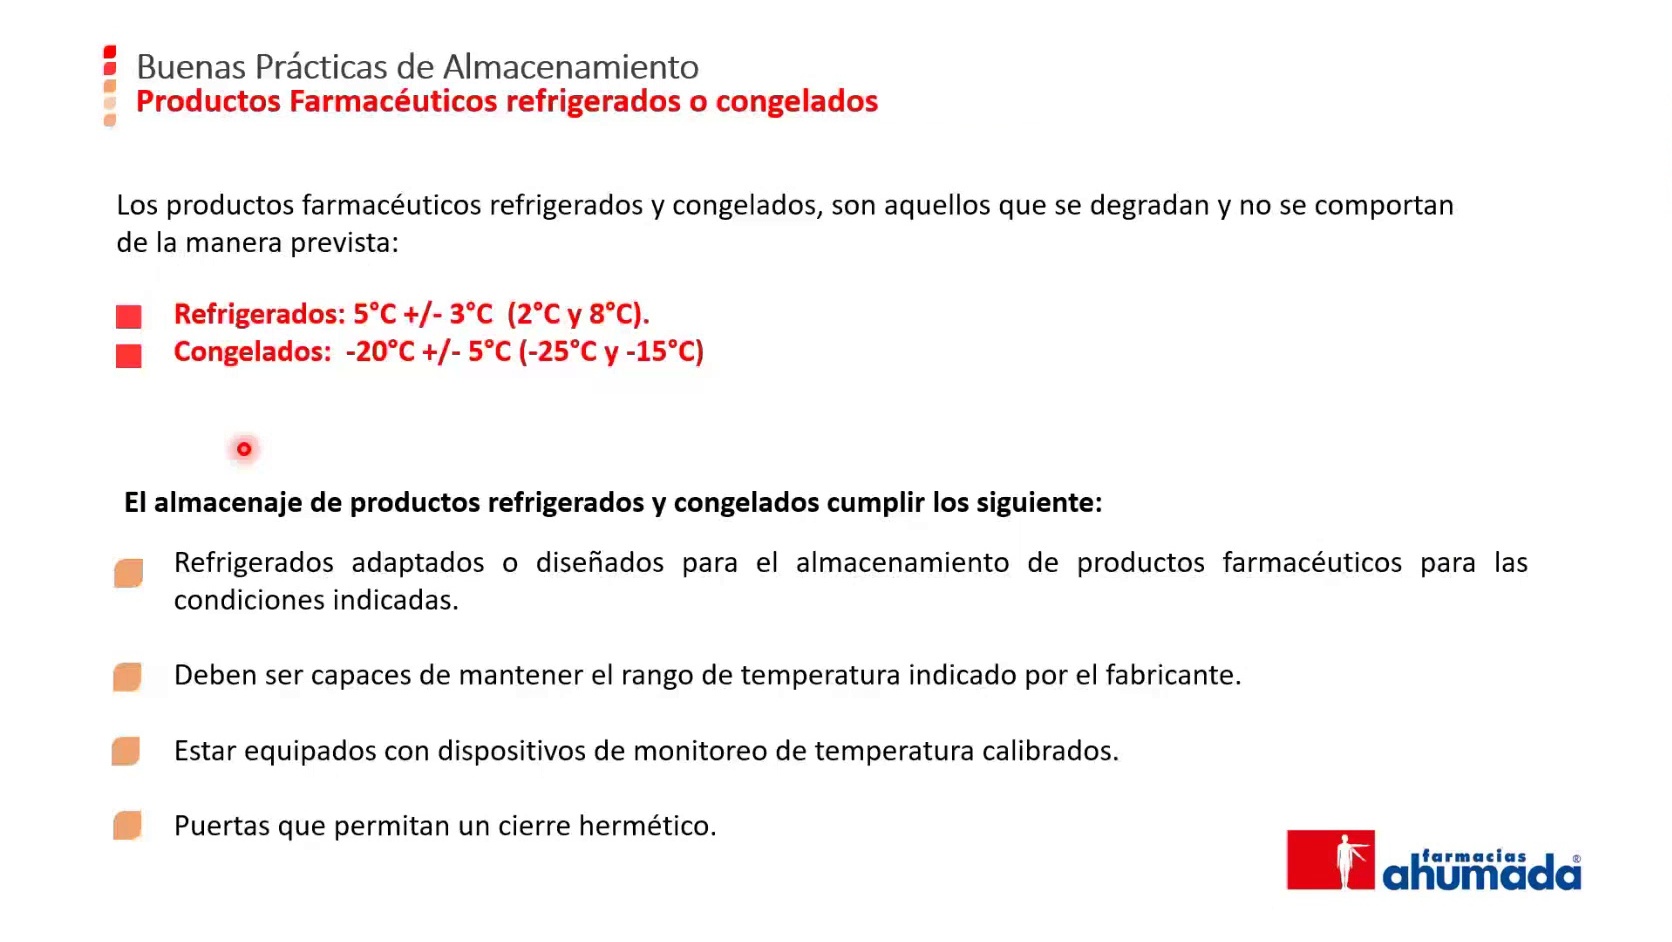 Buenas Prácticas de Almacenamiento
Productos Farmacéuticos refrigerados o congelados
Los productos farmacéuticos refrigerados y congelados, son aquellos que se degradan y no se comportan
de la manera prevista:
Refrigerados: 5°C +/- 3°C (2°C y 8°C).
Congelados: -20°C +/- 5°C (-25°C y -15°C)
El almacenaje de productos refrigerados y congelados cumplir los siguiente:
Refrigerados adaptados o diseñados para el almacenamiento de productos farmacéuticos para las
condiciones indicadas.
Deben ser capaces de mantener el rango de temperatura indicado por el fabricante.
Estar equipados con dispositivos de monitoreo de temperatura calibrados.
Puertas que permitan un cierre hermético.
farmacias
ahumada®